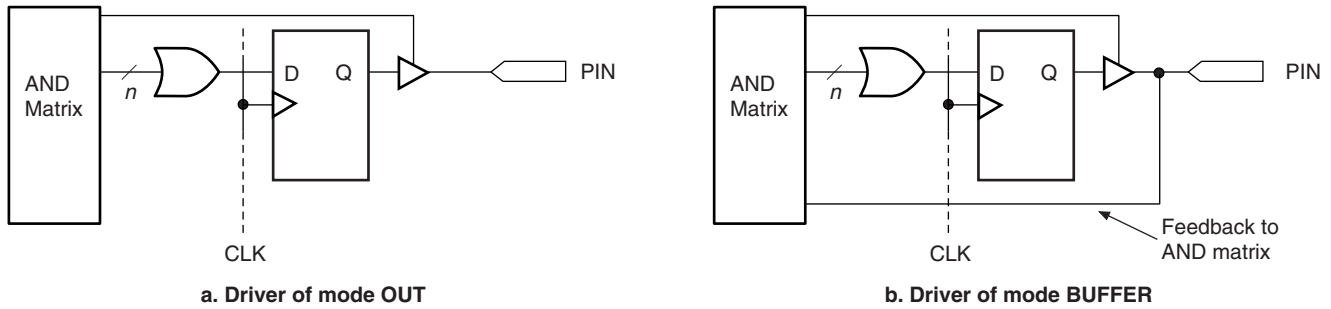 AND
Matrix
n
D
Q
PIN
CLK
a. Driver of mode OUT
AND
Matrix
n
D
Q
PIN
Feedback to
AND matrix
CLK
b. Driver of mode BUFFER